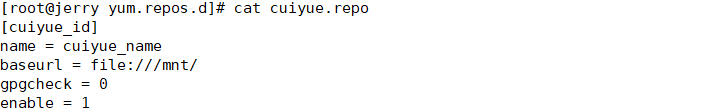 [root@jerry yum.repos.d]# cat cuiyue.repo
[cuiyue_id]
name = cuiyue_name
baseurl = file:///mnt/
gpgcheck = 0
enable = 1